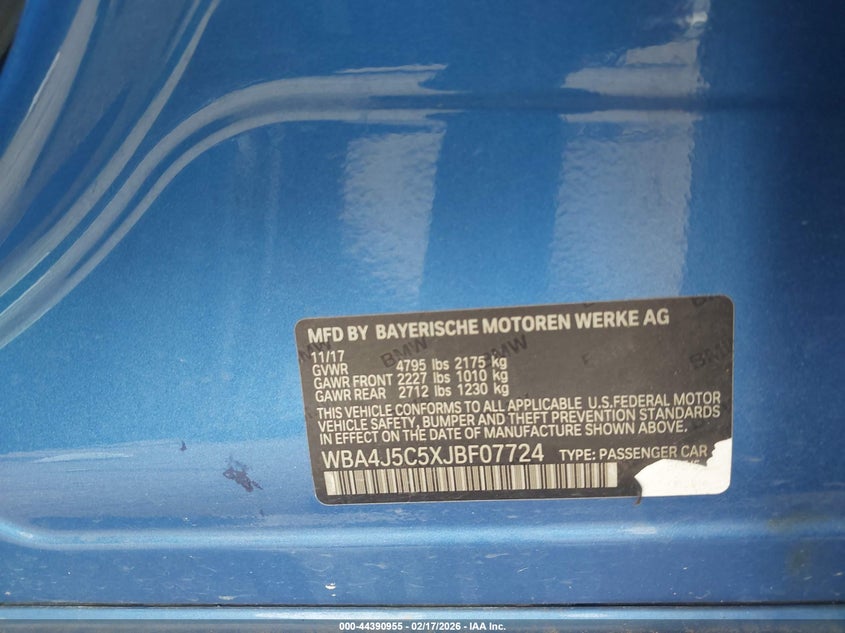 MFD BY BAYERISCHE MOTOREN WERKE AG
11/17
GVWR 4795 lbs 2175 kg
GAWR FRONT 2227 lbs 1010 kg
GAWR REAR 2712 lbs 1230 kg
THIS VEHICLE CONFORMS TO ALL APPLICABLE U.S.FEDERAL MOTOR
VEHICLE SAFETY, BUMPER AND THEFT PREVENTION STANDARDS
IN EFFECT ON THE DATE OF MANUFACTURE SHOWN ABOVE.
WBA4J5C5XJBF07724 TYPE: PASSENGER CAR
000-44390955 - 02/17/2026 - IAA Inc.